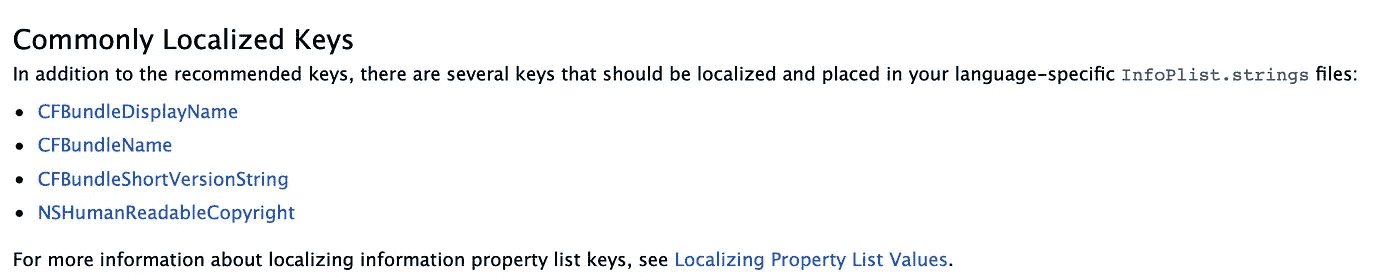 Commonly Localized Keys
In addition to the recommended keys, there are several keys that should be localized and placed in your language-specific InfoPlist.strings files:
• CFBundleDisplayName
• CFBundleName
• CFBundleShortVersionString
• NSHumanReadableCopyright
For more information about localizing information property list keys, see Localizing Property List Values.